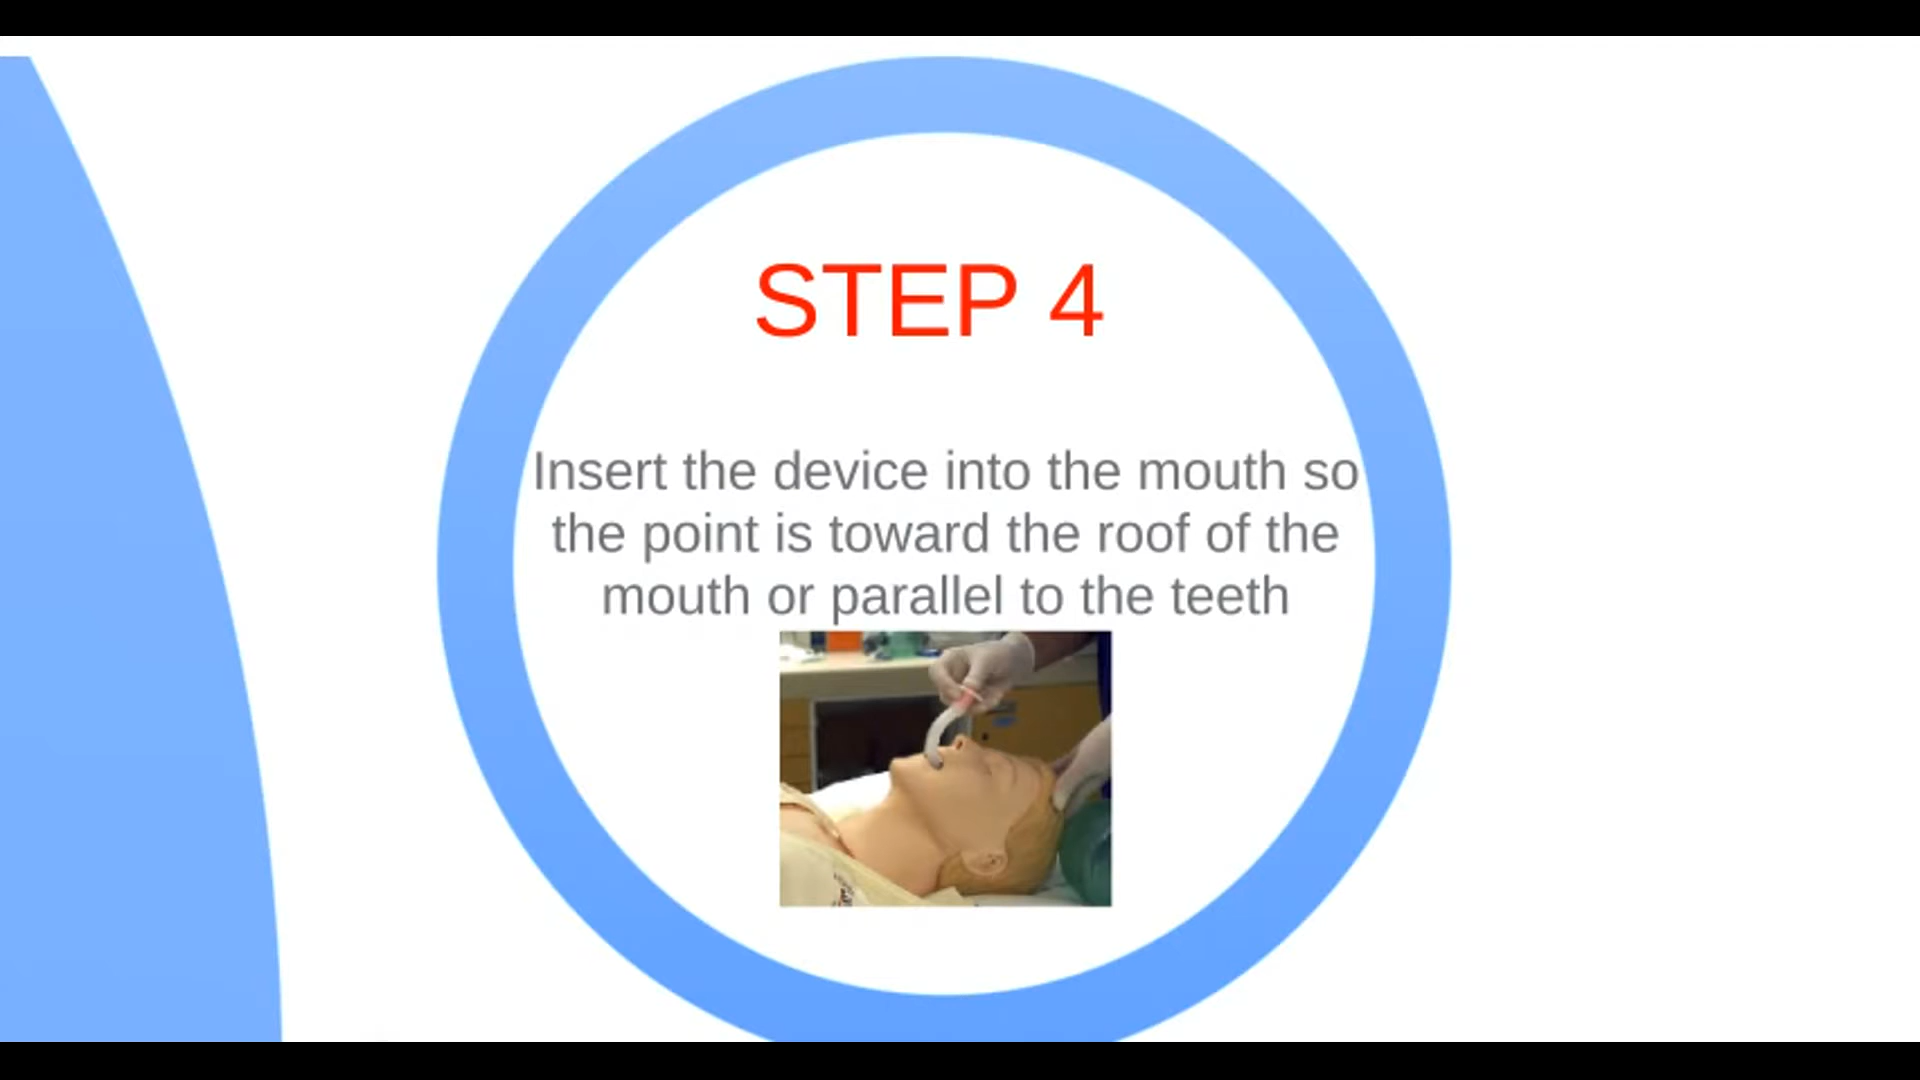 STEP 4
Insert the device into the mouth so
the point is toward the roof of the
mouth or parallel to the teeth